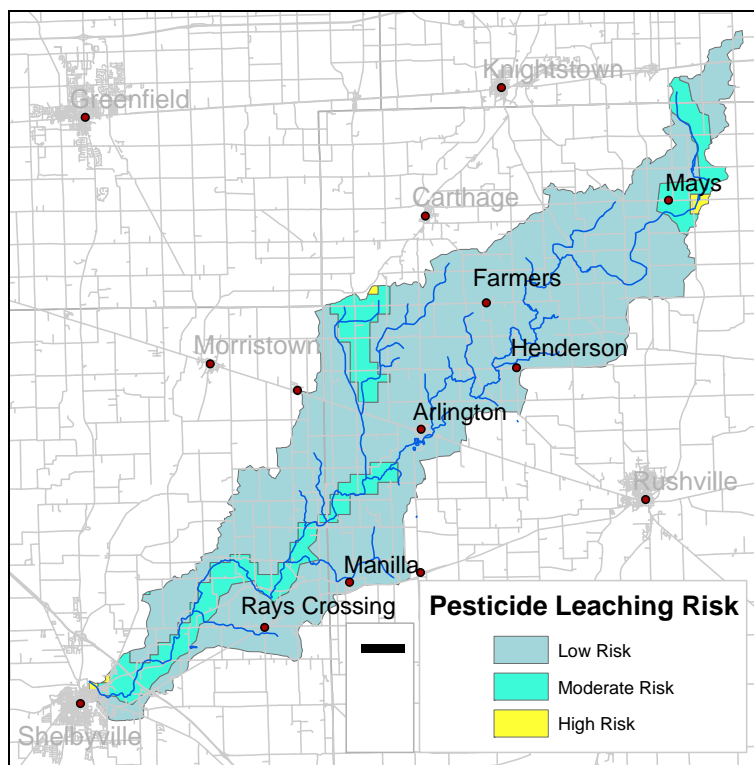 Knightstown
Greenfield
Mays
Carthage
Farmers
Morristown
Henderson
Arlington
Rushville
Manilla
Rays Crossing
Pesticide Leaching Risk
Low Risk
Moderate Risk
High Risk
Shelbyville